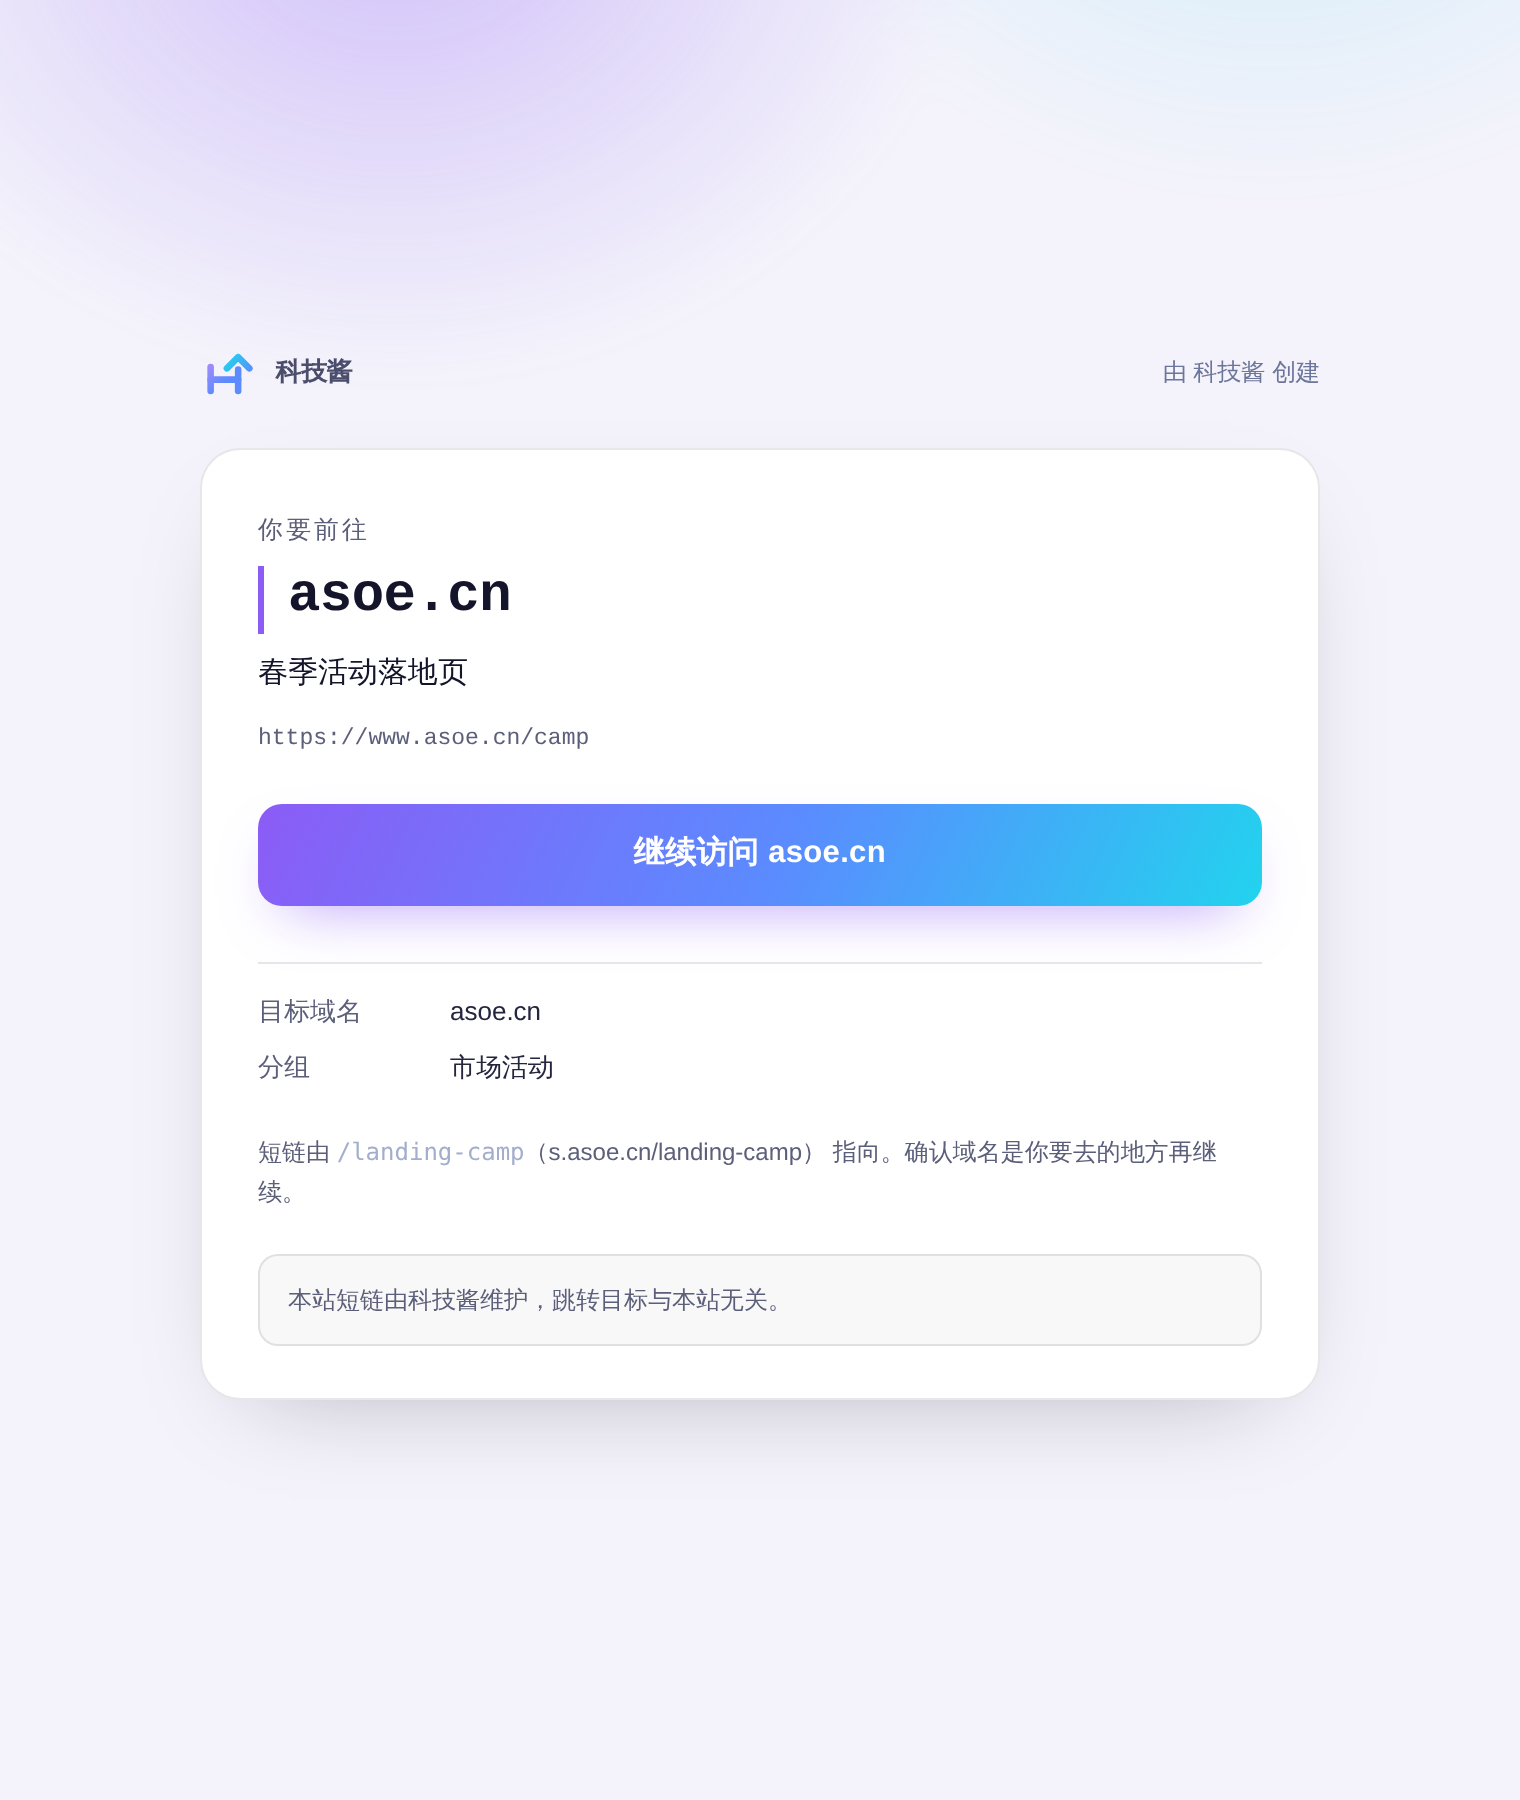 科技酱
由 科技酱 创建
你要前往
asoe.cn
春季活动落地页
https://www.asoe.cn/camp
继续访问 asoe.cn
目标域名 asoe.cn
分组 市场活动
短链由 /landing-camp（s.asoe.cn/landing-camp） 指向。确认域名是你要去的地方再继
续。
本站短链由科技酱维护，跳转目标与本站无关。